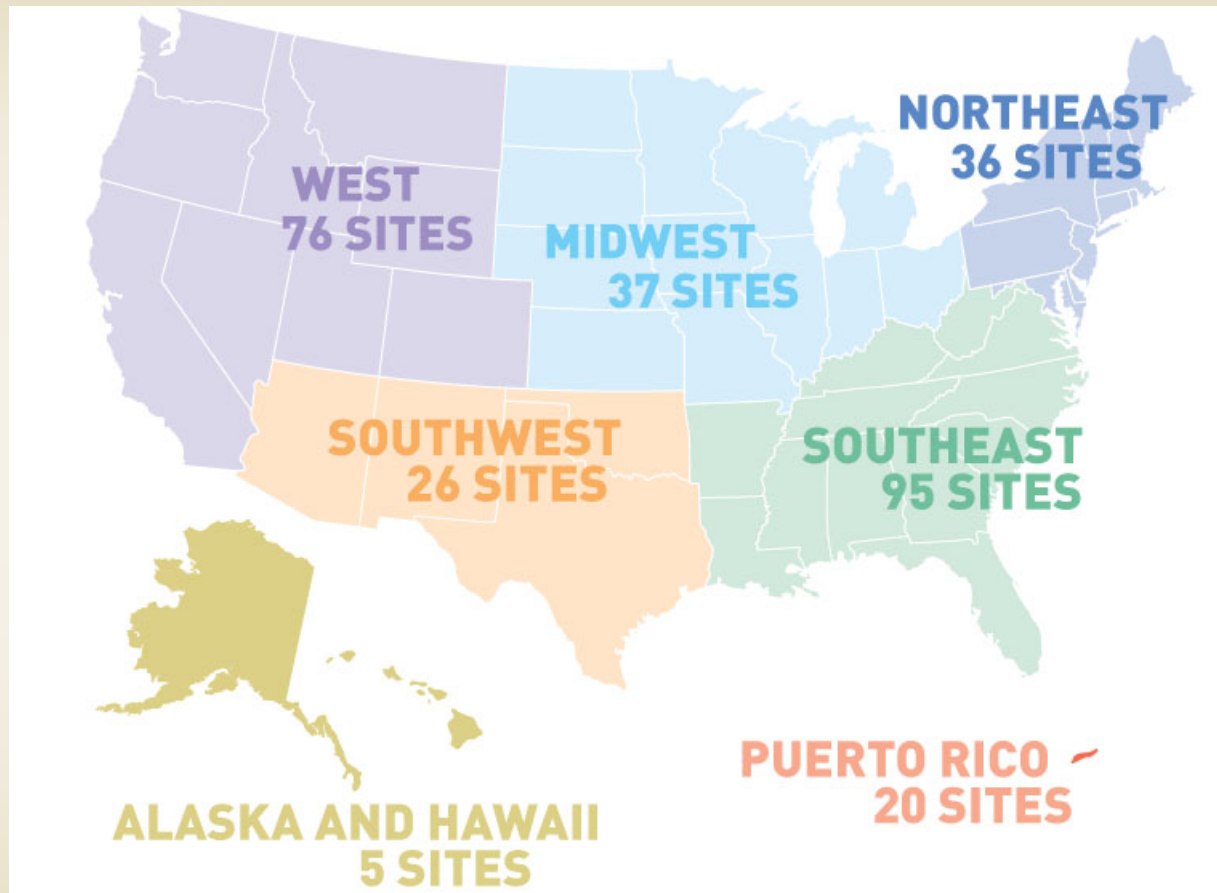 NORTHEAST
36 SITES
WEST
76 SITES
MIDWEST
37 SITES
SOUTHWEST
26 SITES
SOUTHEAST
95 SITES
PUERTO RICO
20 SITES
ALASKA AND HAWAII
5 SITES